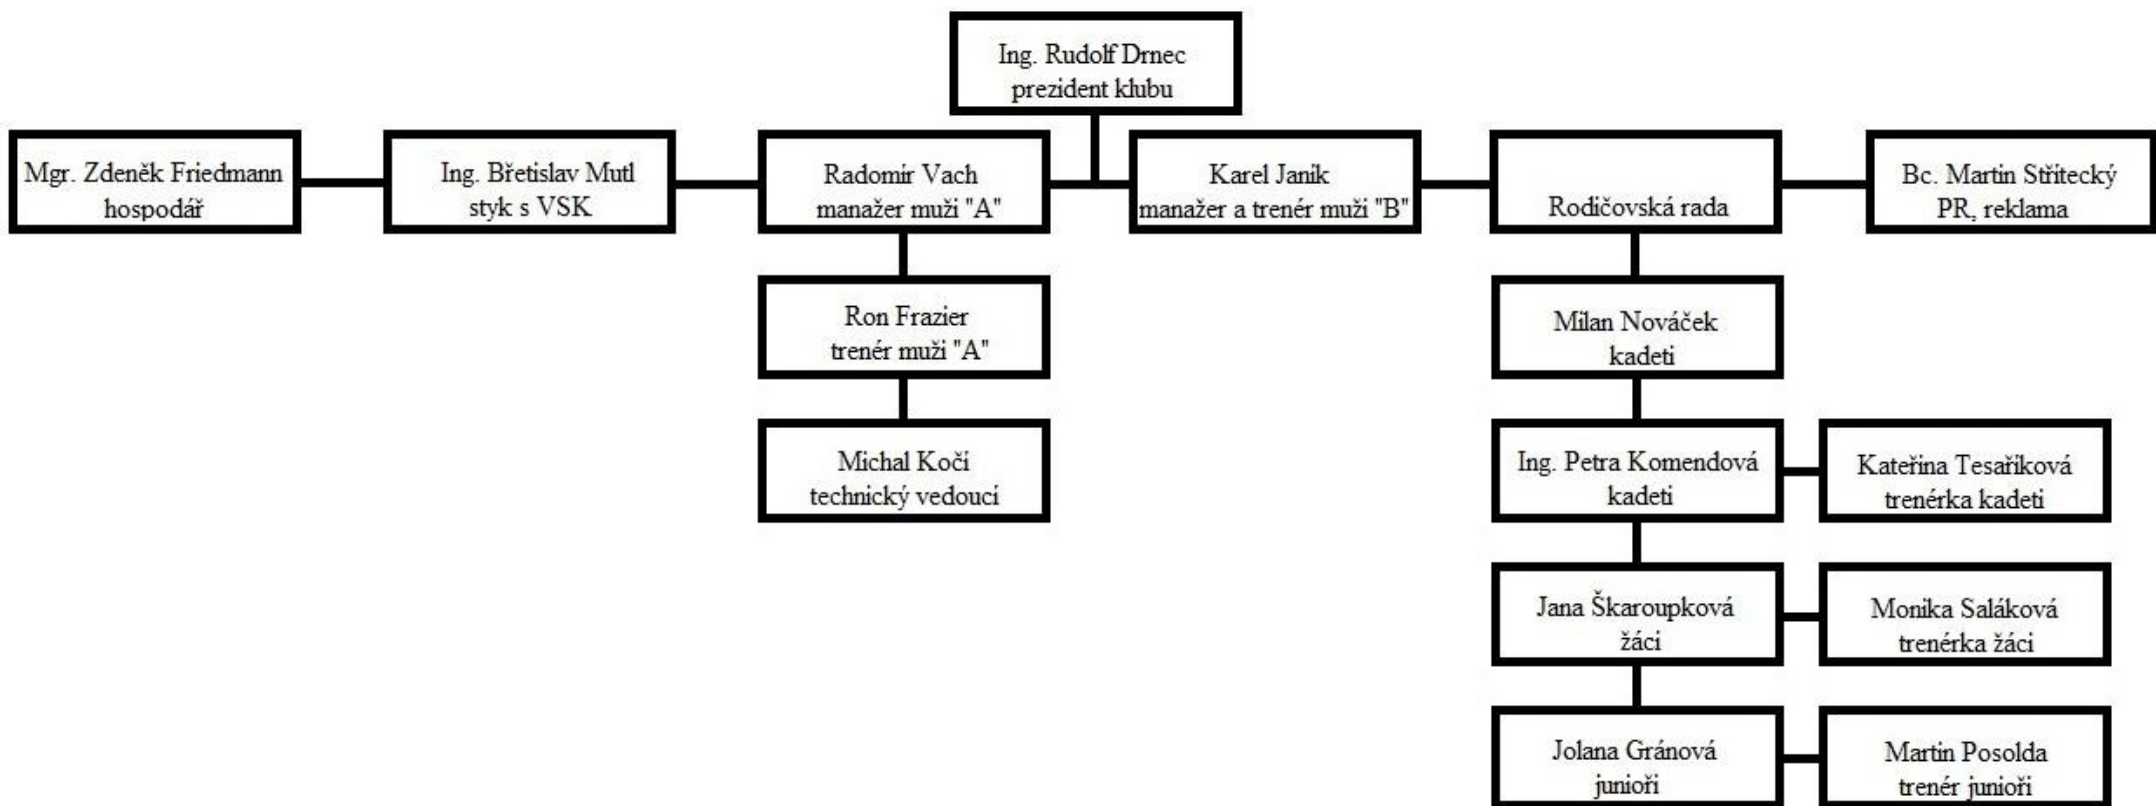 Ing. Rudolf Drnec
prezident klubu
Mgr. Zdeněk Friedmann
hospodář
Ing. Břetislav Mutl
styk s VSK
Radomír Vach
manažer muži "A"
Karel Janík
manažer a trenér muži "B"
Rodičovská rada
Bc. Martin Střítecký
PR, reklama
Ron Frazier
trenér muži "A"
Michal Kočí
technický vedoucí
Milan Nováček
kadeti
Ing. Petra Komendová
kadeti
Kateřina Tesaříková
trenérka kadeti
Jana Škaroupková
žáci
Monika Saláková
trenérka žáci
Jolana Gránová
junioři
Martin Posolda
trenér junioři